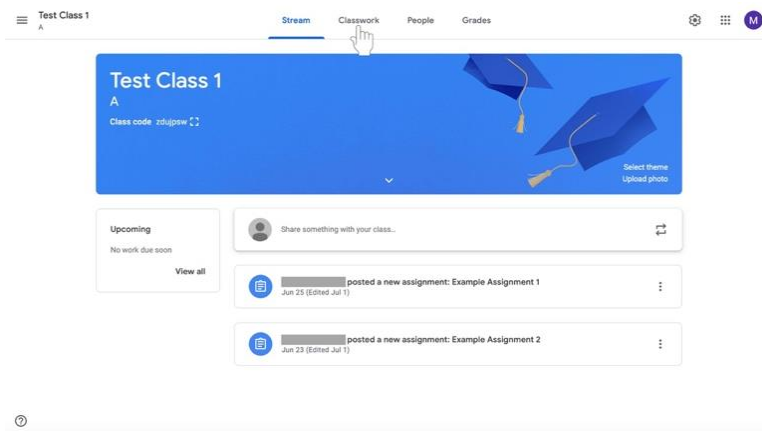 Test Class 1
A
Stream Classwork People Grades
M
Test Class 1
A
Class code zdujpsw
Select theme
Upload photo
Upcoming
No work due soon
View all
Share something with your class...
posted a new assignment: Example Assignment 1
Jun 25 (Edited Jul 1)
posted a new assignment: Example Assignment 2
Jun 23 (Edited Jul 1)